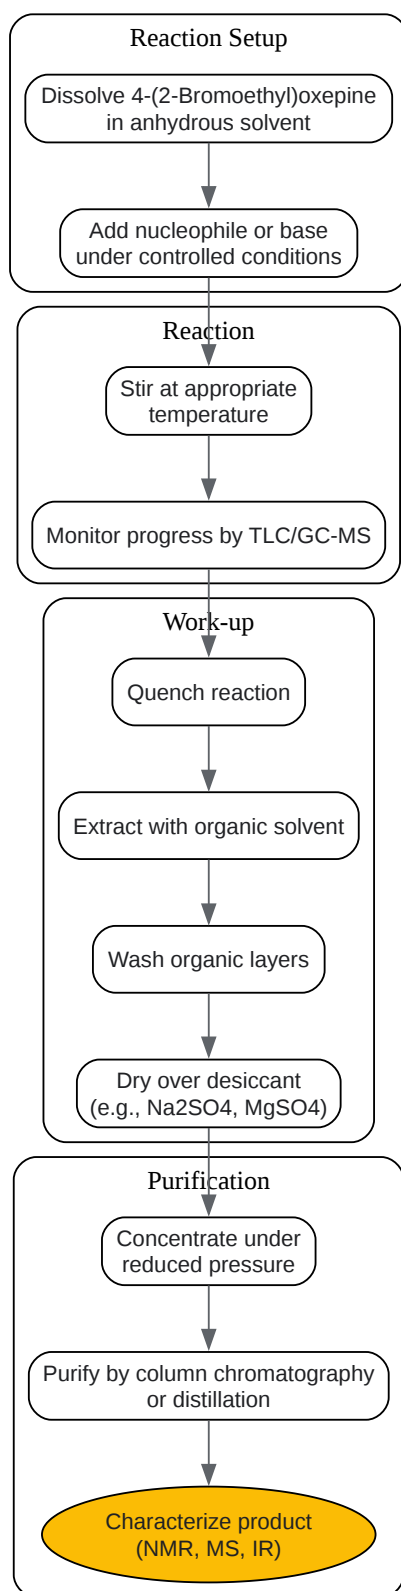 Reaction Setup
Dissolve 4-(2-Bromoethyl)oxepine
in anhydrous solvent
Add nucleophile or base
under controlled conditions
Reaction
Stir at appropriate
temperature
Monitor progress by TLC/GC-MS
Work-up
Quench reaction
Extract with organic solvent
Wash organic layers
Dry over desiccant
(e.g., Na2SO4, MgSO4)
Purification
Concentrate under
reduced pressure
Purify by column chromatography
or distillation
Characterize product
(NMR, MS, IR)